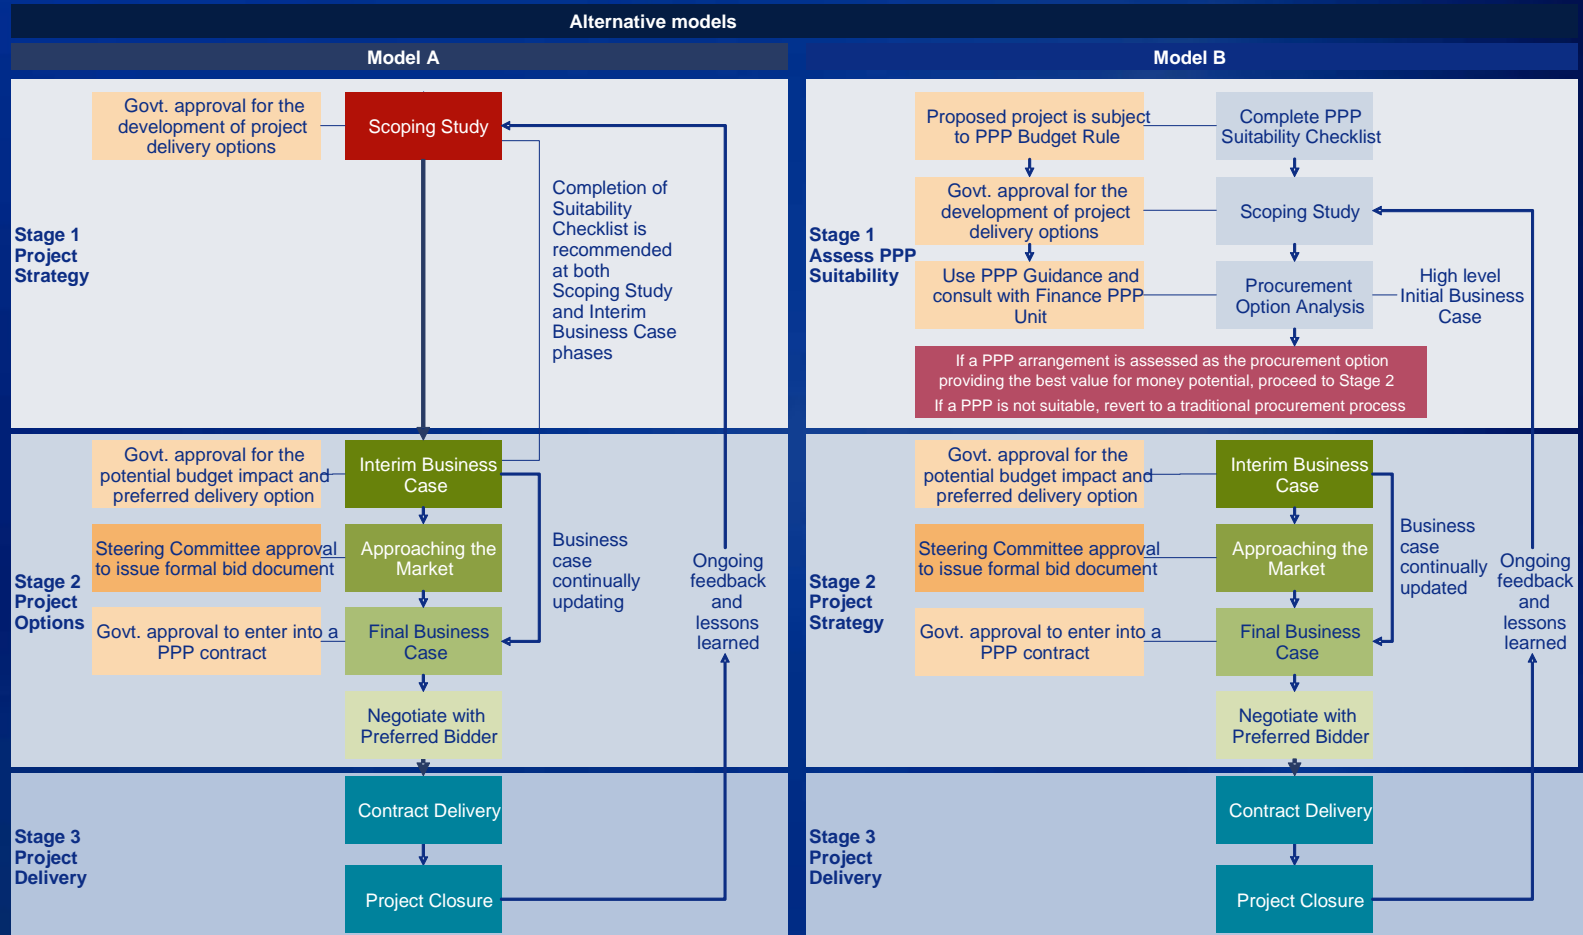 Alternative models
Model A
Stage 1
Project
Strategy
Govt. approval for the
development of project
delivery options
Scoping Study
Completion of
Suitability
Checklist is
recommended
at both
Scoping Study
and Interim
Business Case
phases
Stage 2
Project
Options
Govt. approval for the
potential budget impact and
preferred delivery option
Interim Business
Case
Steering Committee approval
to issue formal bid document
Approaching the
Market
Govt. approval to enter into a
PPP contract
Final Business
Case
Business
case
continually
updating
Ongoing
feedback
and
lessons
learned
Negotiate with
Preferred Bidder
Stage 3
Project
Delivery
Contract Delivery
Project Closure
Model B
Stage 1
Assess PPP
Suitability
Proposed project is subject
to PPP Budget Rule
Complete PPP
Suitability Checklist
Govt. approval for the
development of project
delivery options
Scoping Study
Use PPP Guidance and
consult with Finance PPP
Unit
Procurement
Option Analysis
High level
Initial Business
Case
If a PPP arrangement is assessed as the procurement option
providing the best value for money potential, proceed to Stage 2
If a PPP is not suitable, revert to a traditional procurement process
Stage 2
Project
Strategy
Govt. approval for the
potential budget impact and
preferred delivery option
Interim Business
Case
Steering Committee approval
to issue formal bid document
Approaching the
Market
Govt. approval to enter into a
PPP contract
Final Business
Case
Business
case
continually
updated
Ongoing
feedback
and
lessons
learned
Negotiate with
Preferred Bidder
Stage 3
Project
Delivery
Contract Delivery
Project Closure